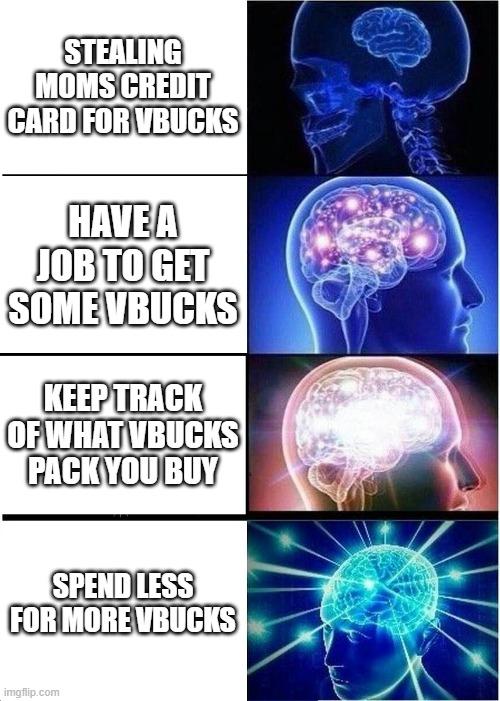 STEALING
MOMS CREDIT
CARD FOR VBUCKS
HAVE A
JOB TO GET
SOME VBUCKS
KEEP TRACK
OF WHAT VBUCKS
PACK YOU BUY
SPEND LESS
FOR MORE VBUCKS
imgflip.com